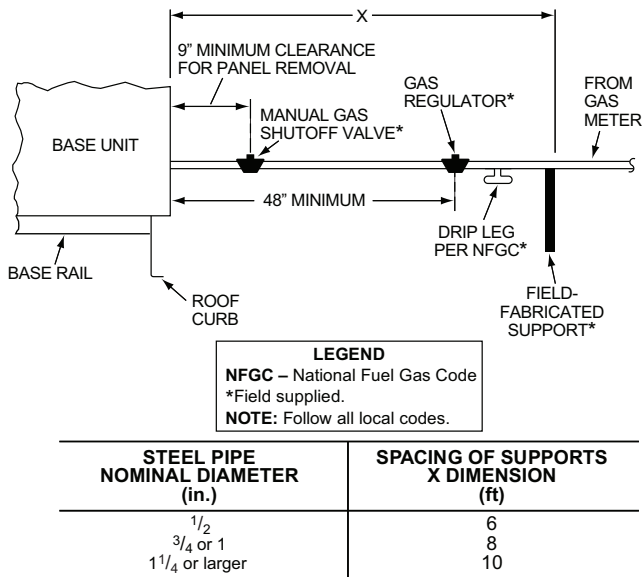 X
9" MINIMUM CLEARANCE
FOR PANEL REMOVAL
GAS
REGULATOR*
FROM
GAS
METER
MANUAL GAS
SHUTOFF VALVE*
BASE UNIT
48" MINIMUM
DRIP LEG
PER NFGC*
BASE RAIL
ROOF
CURB
FIELD-
FABRICATED
SUPPORT*
LEGEND
NFGC – National Fuel Gas Code
*Field supplied.
NOTE: Follow all local codes.
STEEL PIPE
NOMINAL DIAMETER
(in.)
SPACING OF SUPPORTS
X DIMENSION
(ft)
1/2 6
3/4 or 1 8
1 1/4 or larger 10